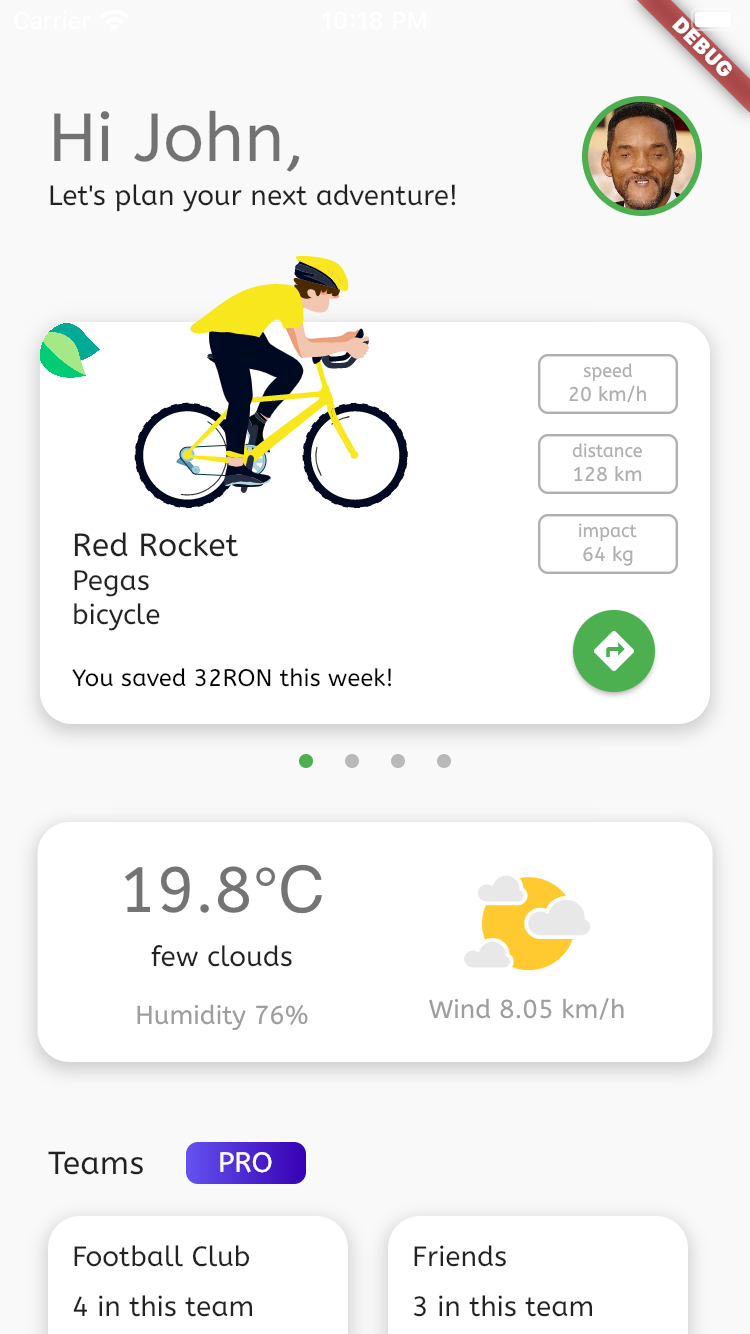 Carrier 10:18 PM
DEBUG
Hi John,
Let's plan your next adventure!
speed
20 km/h
distance
128 km
impact
64 kg
Red Rocket
Pegas
bicycle
You saved 32RON this week!
19.8°C
few clouds
Humidity 76%
Wind 8.05 km/h
Teams PRO
Football Club
4 in this team
Friends
3 in this team